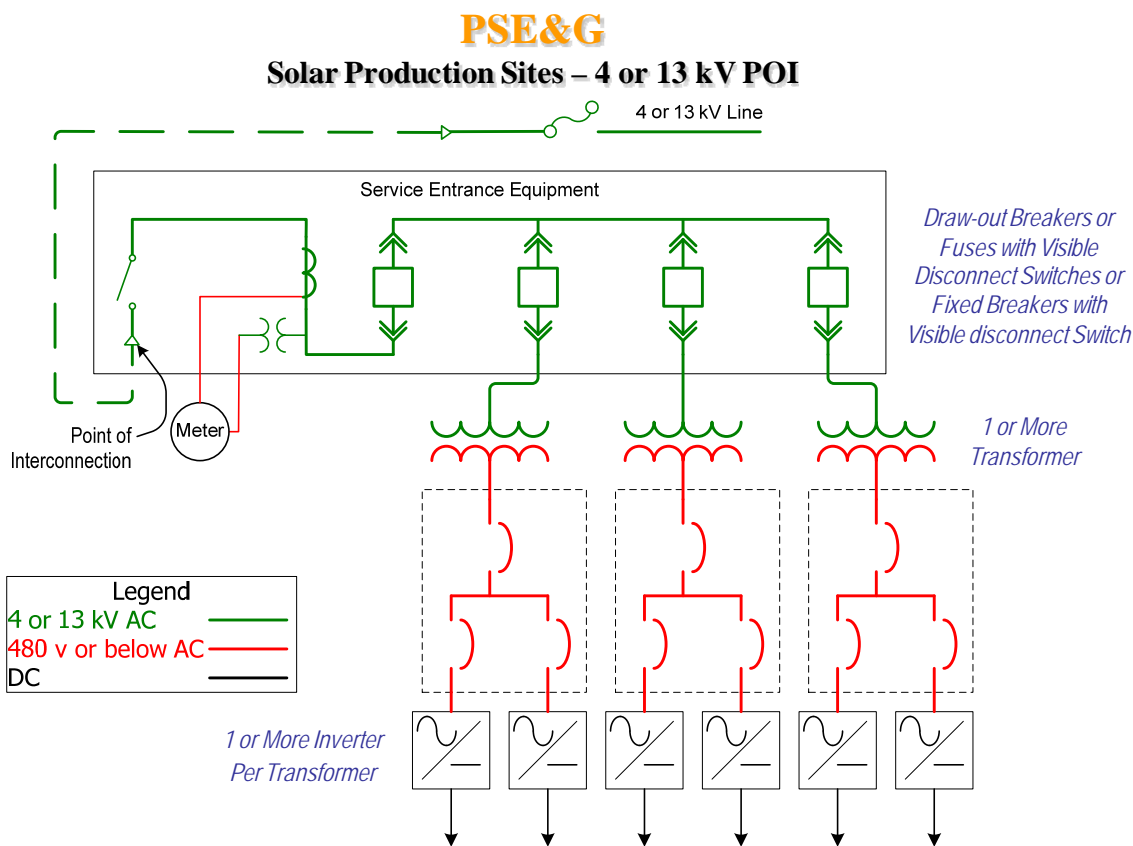 PSE&G
Solar Production Sites – 4 or 13 kV POI
4 or 13 kV Line
Service Entrance Equipment
Draw-out Breakers or
Fuses with Visible
Disconnect Switches or
Fixed Breakers with
Visible disconnect Switch
Point of
Interconnection
Meter
1 or More
Transformer
Legend
4 or 13 kV AC
480 v or below AC
DC
1 or More Inverter
Per Transformer